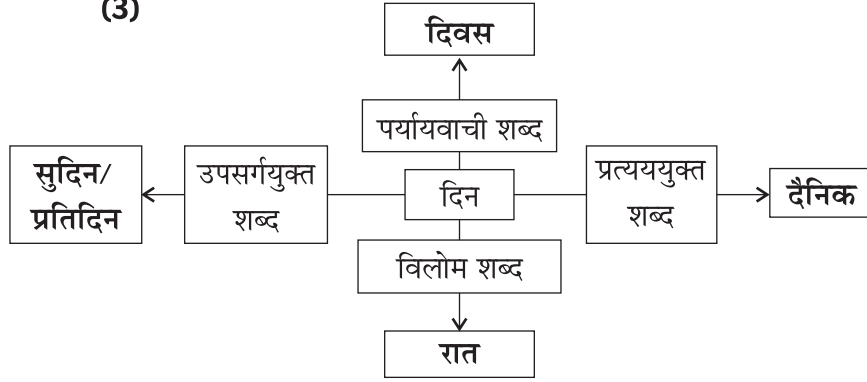 (3)
दिवस
पर्यायवाची शब्द
सुदिन/
प्रतिदिन
उपसर्गयुक्त
शब्द
दिन
प्रत्यययुक्त
शब्द
दैनिक
विलोम शब्द
रात